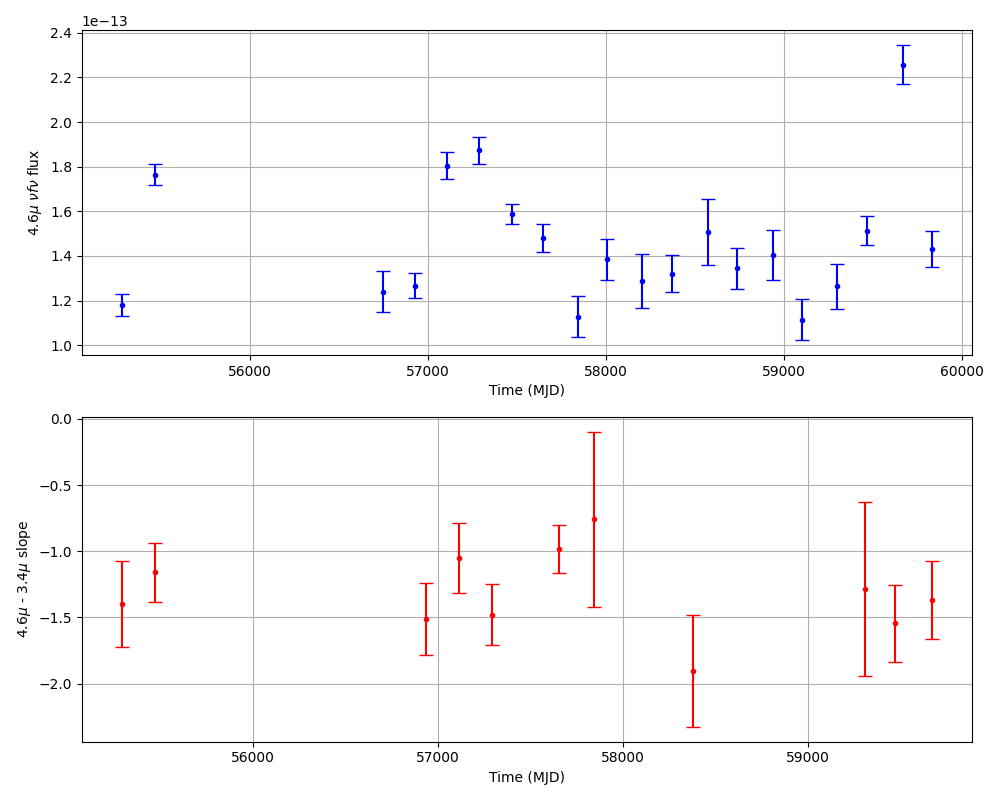 1e−13
2.4
2.2
2.0
1.8
1.6
1.4
1.2
1.0
4.6μ νfν flux
56000 57000 58000 59000 60000
Time (MJD)
0.0
−0.5
−1.0
−1.5
−2.0
4.6μ - 3.4μ slope
56000 57000 58000 59000
Time (MJD)